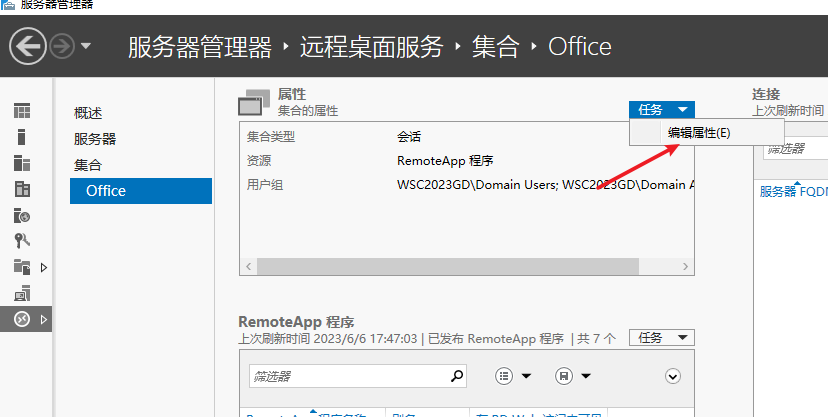 服务器管理器
服务器管理器 · 远程桌面服务 · 集合 · Office
概述
服务器
集合
Office
属性
集合的属性
任务
编辑属性(E)
集合类型 会话
资源 RemoteApp 程序
用户组 WSC2023GD\Domain Users; WSC2023GD\Domain A
RemoteApp 程序
上次刷新时间 2023/6/6 17:47:03 | 已发布 RemoteApp 程序 | 共 7 个
任务
筛选器
连接
上次刷新时间
筛选器
服务器 FQDN